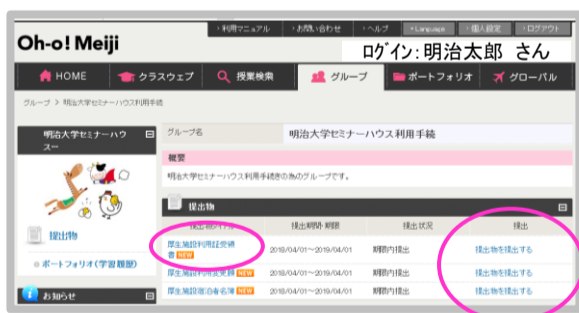 利用マニュアル お問い合わせ ヘルプ Language 個人設定 ログアウト
Oh-o! Meiji
ログイン:明治太郎 さん
HOME クラスウェブ 授業検索 グループ ポートフォリオ グローバル
グループ > 明治大学セミナーハウス利用手続
明治大学セミナーハウ
スー
グループ名 明治大学セミナーハウス利用手続
概要
明治大学セミナーハウス利用手続きの為のグループです。
提出物
提出期間・期限 提出状況 提出
厚生施設利用証受領
書 NEW 2018/04/01～2019/04/01 期間内提出 提出物を提出する
NEW 2018/04/01～2019/04/01 期間内提出 提出物を提出する
厚生施設宿泊者名簿 NEW 2018/04/01～2019/04/01 期間内提出 提出物を提出する
提出物
ポートフォリオ(学習履歴)
お知らせ